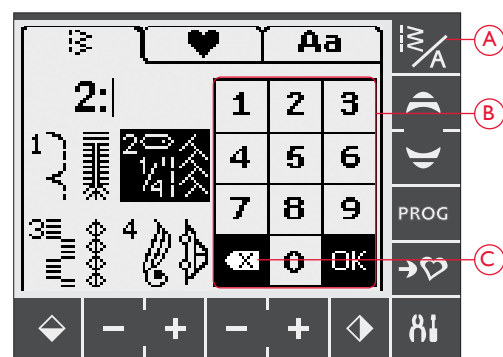 Aa
A
A
2:
1 2 3
B
1 2
1/4"
4 5 6
7 8 9
PROG
3 4
0 OK
C
- + - +